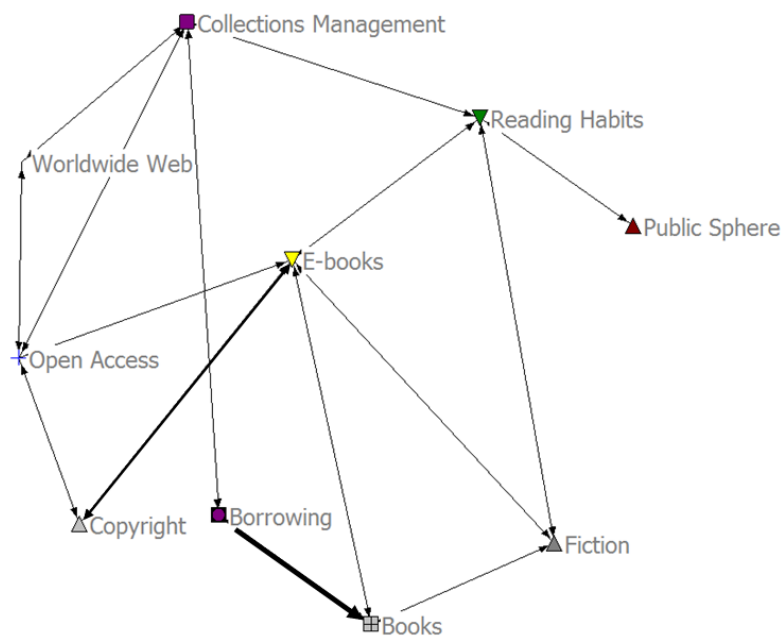 Collections Management
Reading Habits
Worldwide Web
Public Sphere
E-books
Open Access
Copyright
Borrowing
Fiction
Books